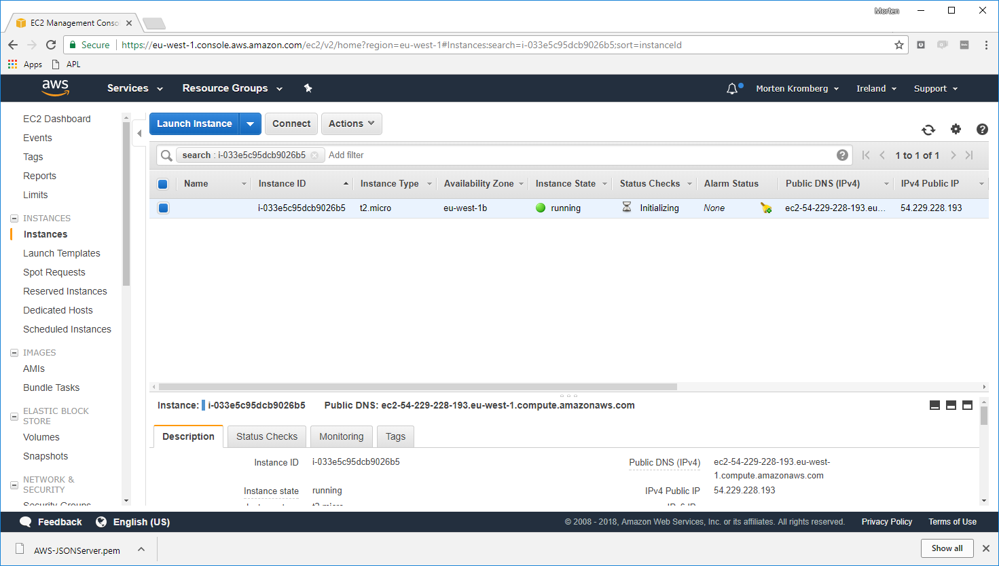 Morten
EC2 Management Conso
Secure
https://eu-west-1.console.aws.amazon.com/ec2/v2/home?region=eu-west-1#Instances:search=i-033e5c95dcb9026b5;sort=instanceId
Apps APL
aws Services Resource Groups Morten Kromberg Ireland Support
EC2 Dashboard
Events
Tags
Reports
Limits
INSTANCES
Instances
Launch Templates
Spot Requests
Reserved Instances
Dedicated Hosts
Scheduled Instances
IMAGES
AMIs
Bundle Tasks
ELASTIC BLOCK
STORE
Volumes
Snapshots
NETWORK &
SECURITY
Security Groups
Launch Instance Connect Actions
search : i-033e5c95dcb9026b5 Add filter 1 to 1 of 1
Name Instance ID Instance Type Availability Zone Instance State Status Checks Alarm Status Public DNS (IPv4) IPv4 Public IP
i-033e5c95dcb9026b5 t2.micro eu-west-1b running Initializing None ec2-54-229-228-193.eu... 54.229.228.193
Instance: i-033e5c95dcb9026b5 Public DNS: ec2-54-229-228-193.eu-west-1.compute.amazonaws.com
Description Status Checks Monitoring Tags
Instance ID i-033e5c95dcb9026b5 Public DNS (IPv4) ec2-54-229-228-193.eu-west-
1.compute.amazonaws.com
Instance state running IPv4 Public IP 54.229.228.193
t2.micro
Feedback English (US) © 2008 - 2018, Amazon Web Services, Inc. or its affiliates. All rights reserved. Privacy Policy Terms of Use
AWS-JSONServer.pem Show all